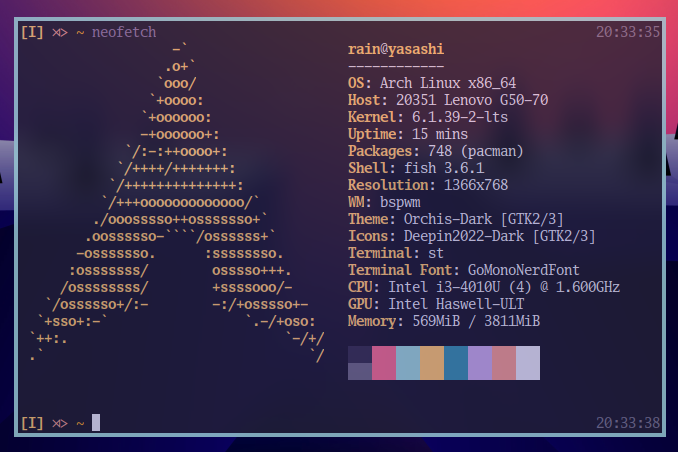 [I] ⋊> ~ neofetch 20:33:35
-` rain@yasashi
.o+` ------------
`ooo/ OS: Arch Linux x86_64
`+oooo: Host: 20351 Lenovo G50-70
`+oooooo: Kernel: 6.1.39-2-lts
-+oooooo+: Uptime: 15 mins
`/:-:++oooo+: Packages: 748 (pacman)
`/++++/+++++++: Shell: fish 3.6.1
`/++++++++++++++: Resolution: 1366x768
`/+++ooooooooooooo/` WM: bspwm
./ooosssso++osssssso+` Theme: Orchis-Dark [GTK2/3]
.oossssso-````/ossssss+` Icons: Deepin2022-Dark [GTK2/3]
-osssssso. :ssssssso. Terminal: st
:osssssss/ osssso+++. Terminal Font: GoMonoNerdFont
/ossssssss/ +ssssooo/- CPU: Intel i3-4010U (4) @ 1.600GHz
`/ossssso+/:- -:/+osssso+- GPU: Intel Haswell-ULT
`+sso+:-` `.-/+oso: Memory: 569MiB / 3811MiB
`++:. `-/+/
.` `/
[I] ⋊> ~ 20:33:38